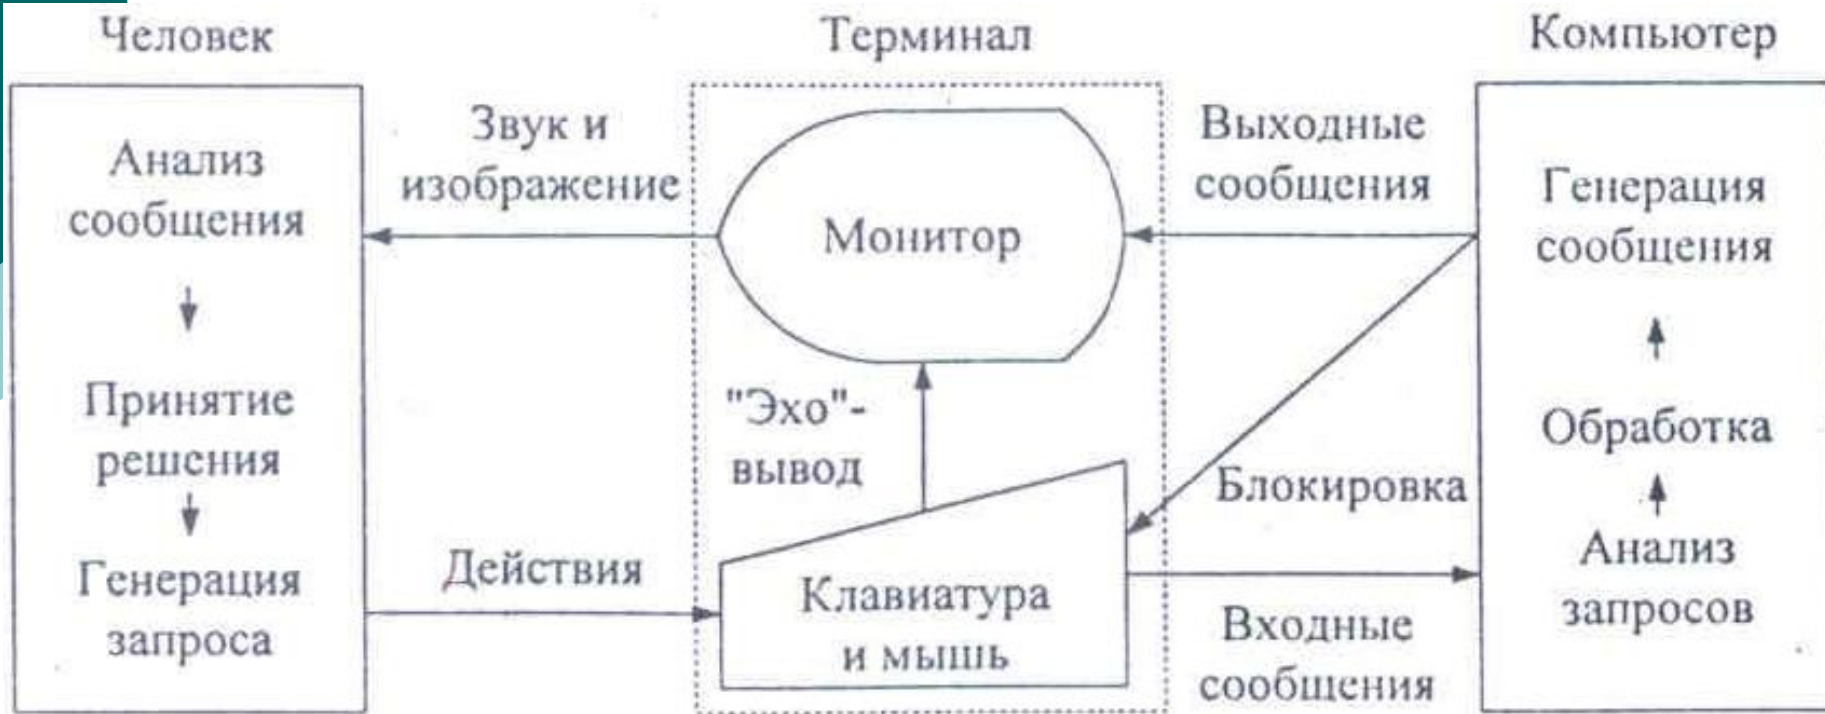 Человек
Терминал
Компьютер
Анализ
сообщения
Принятие
решения
Генерация
запроса
Звук и
изображение
Действия
Монитор
"Эхо"-
вывод
Клавиатура
и мышь
Выходные
сообщения
Блокировка
Входные
сообщения
Генерация
сообщения
Обработка
Анализ
запросов